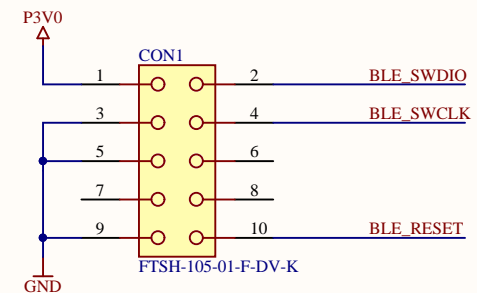 P3V0
CON1
1 2 BLE_SWDIO
3 4 BLE_SWCLK
5 6
7 8
9 10 BLE_RESET
FTSH-105-01-F-DV-K
GND